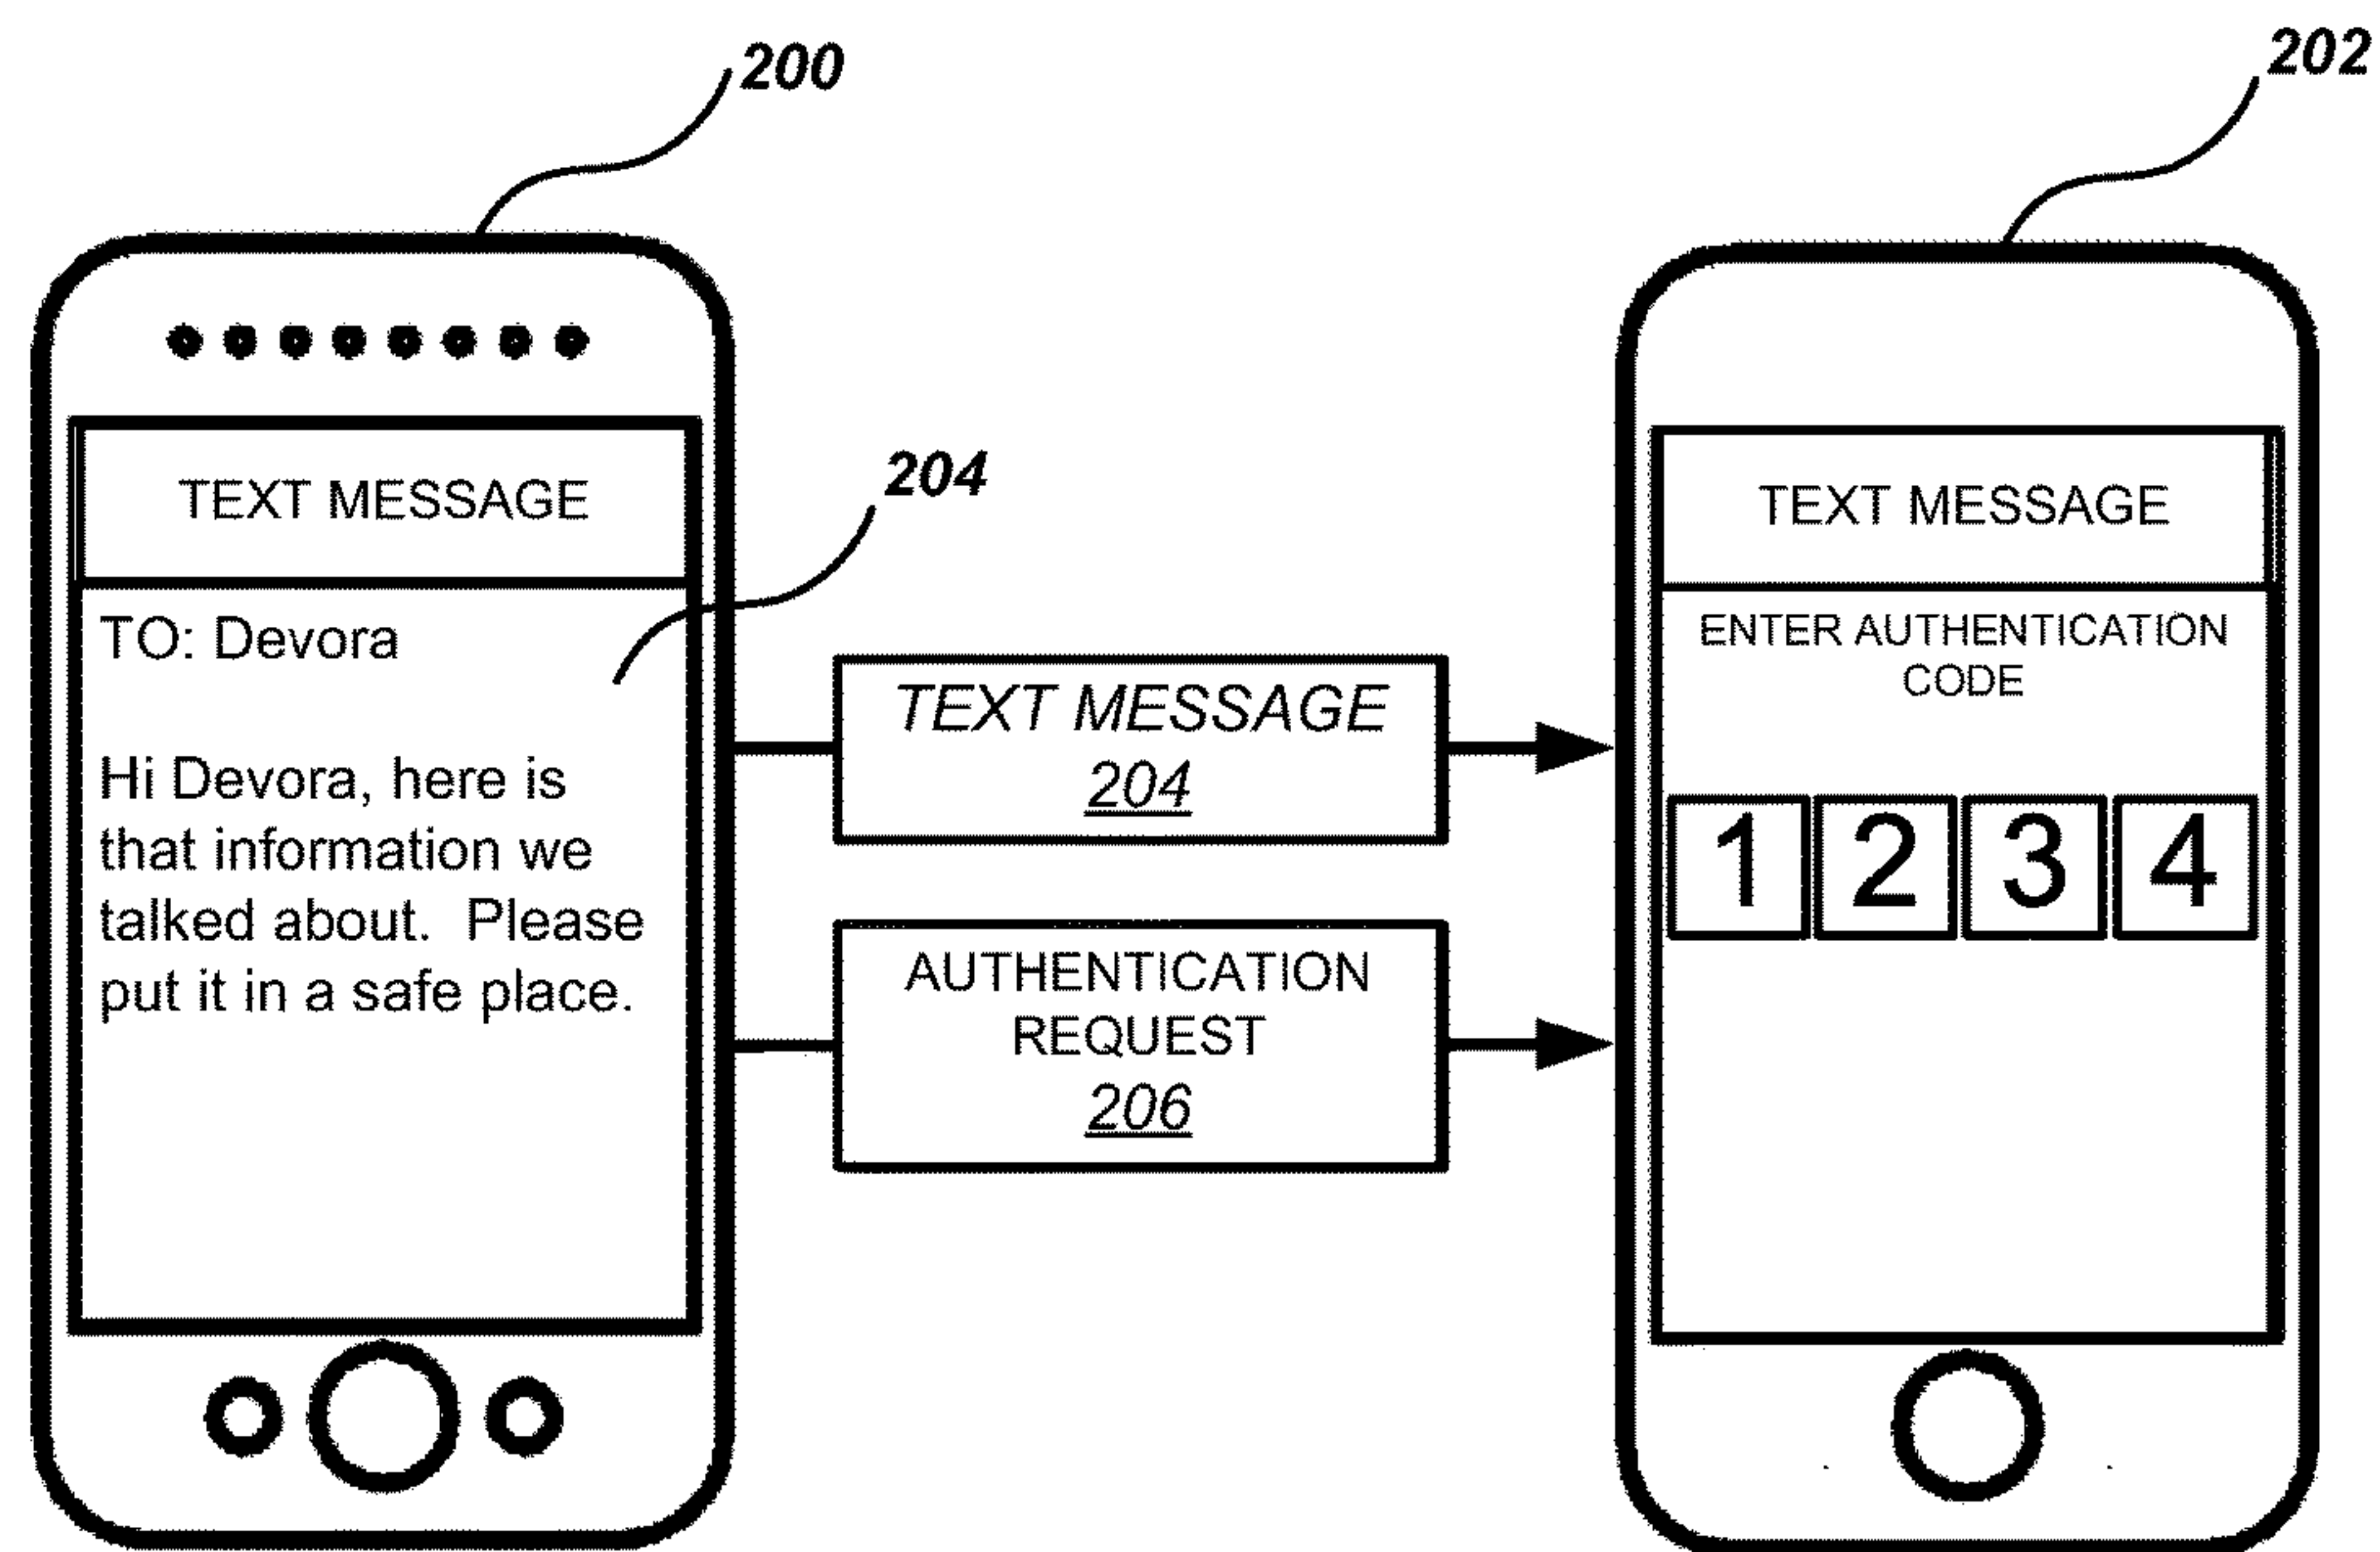 200
202
TEXT MESSAGE
204
TO: Devora
Hi Devora, here is
that information we
talked about.  Please
put it in a safe place.
TEXT MESSAGE
204
AUTHENTICATION
REQUEST
206
TEXT MESSAGE
ENTER AUTHENTICATION
CODE
1 2 3 4